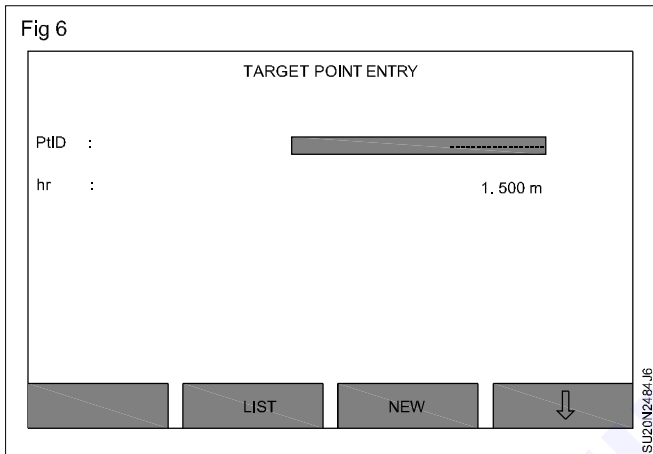 Fig 6
TARGET POINT ENTRY
PtID : ---------------
hr : 1. 500 m
LIST NEW
SU20N2484J6